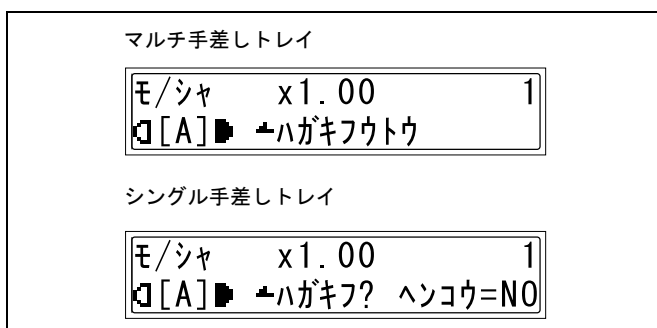 マルチ手差しトレイ
モ/シャ x1.00 1
[A] ハガキフウトウ
シングル手差しトレイ
モ/シャ x1.00 1
[A] ハガキフ? ヘンコウ=NO